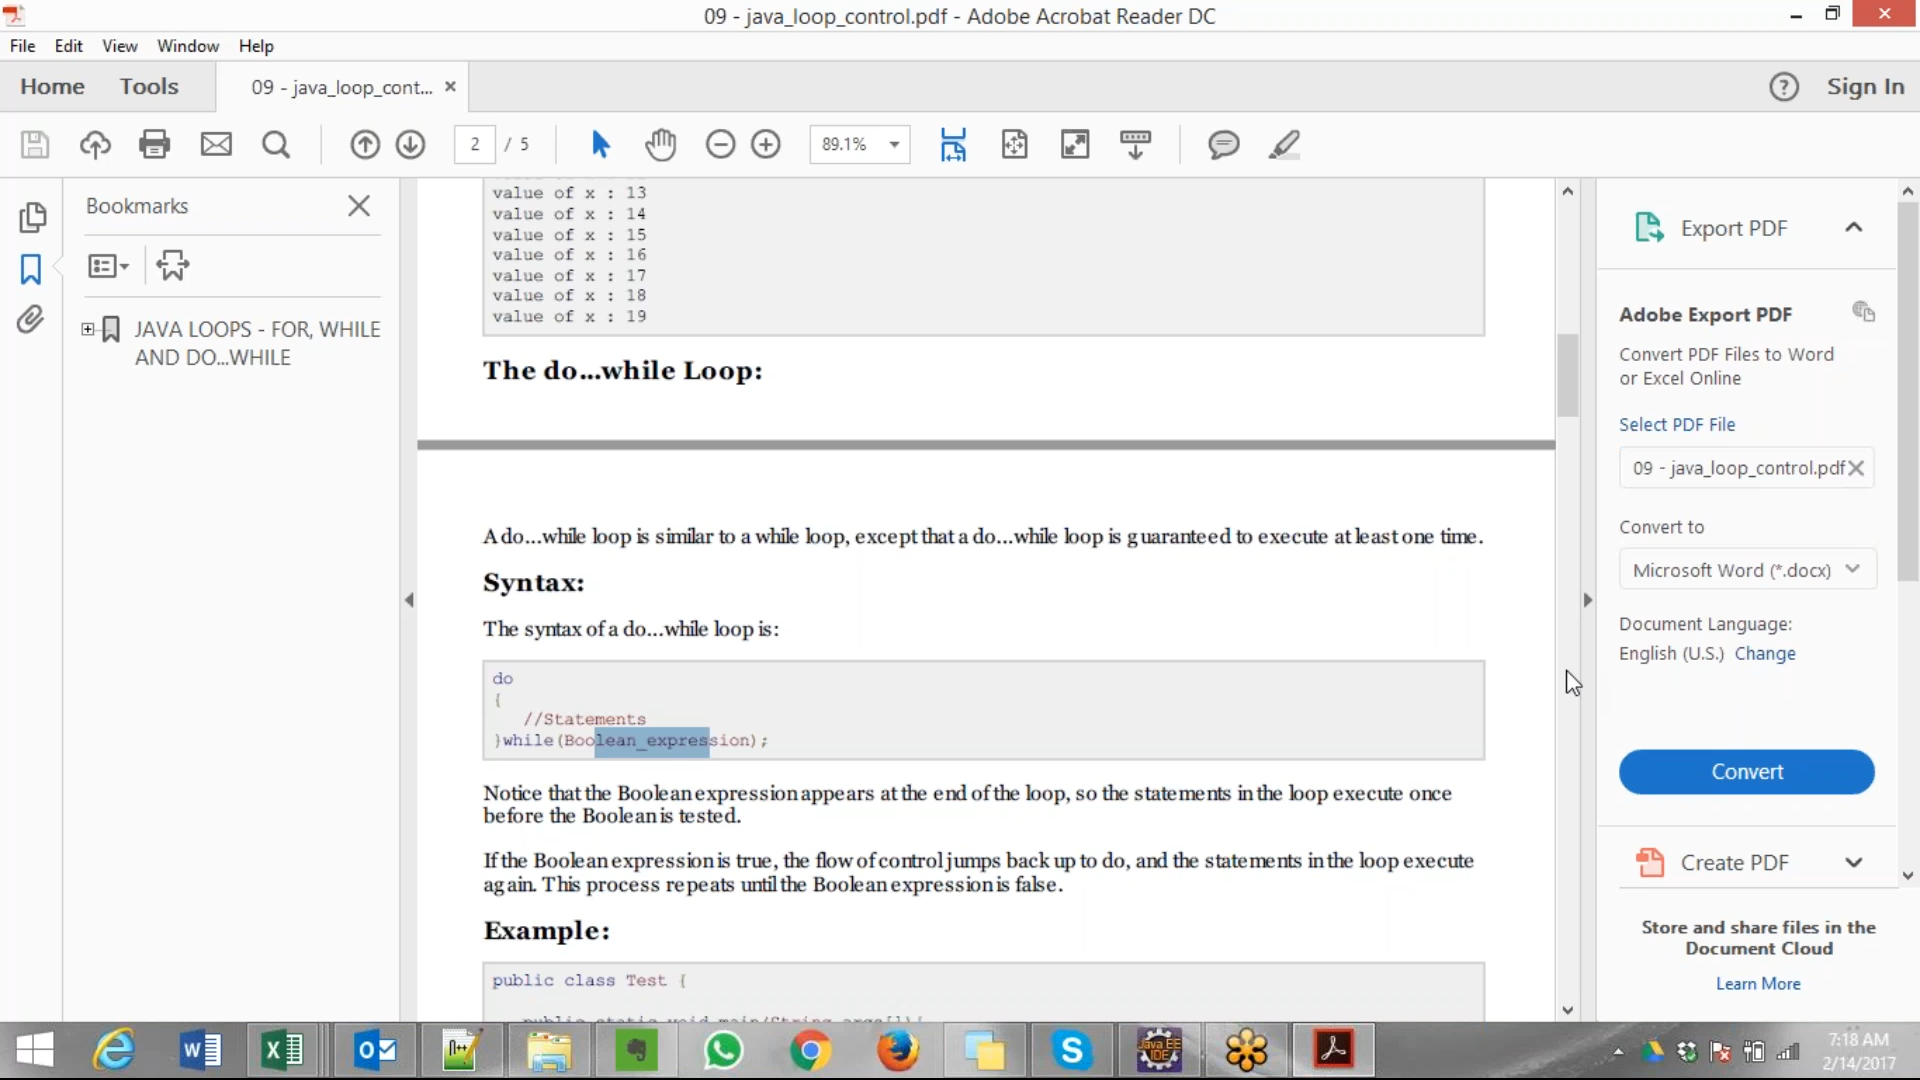 09 - java_loop_control.pdf - Adobe Acrobat Reader DC
File Edit View Window Help
Home Tools 09 - java_loop_cont... Sign In
2 / 5 89.1%
Bookmarks
JAVA LOOPS - FOR, WHILE
AND DO...WHILE
value of x : 13
value of x : 14
value of x : 15
value of x : 16
value of x : 17
value of x : 18
value of x : 19
The do...while Loop:
A do...while loop is similar to a while loop, except that a do...while loop is guaranteed to execute at least one time.
Syntax:
The syntax of a do...while loop is:
do
{
//Statements
}while(Boolean_expression);
Notice that the Boolean expression appears at the end of the loop, so the statements in the loop execute once
before the Boolean is tested.
If the Boolean expression is true, the flow of control jumps back up to do, and the statements in the loop execute
again. This process repeats until the Boolean expression is false.
Example:
public class Test {
public static void main(String args[]){
Export PDF
Adobe Export PDF
Convert PDF Files to Word
or Excel Online
Select PDF File
09 - java_loop_control.pdf
Convert to
Microsoft Word (*.docx)
Document Language:
English (U.S.) Change
Convert
Create PDF
Store and share files in the
Document Cloud
Learn More
Java EE
IDE
7:18 AM
2/14/2017